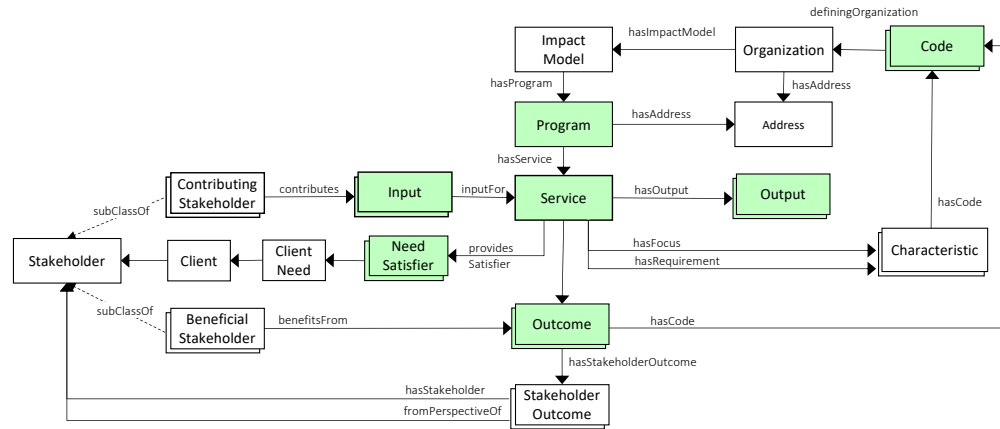 definingOrganization
Impact
Model
hasImpactModel
Organization
Code
hasProgram
hasAddress
Program
hasAddress
Address
hasService
Contributing
Stakeholder
contributes
Input
inputFor
Service
hasOutput
Output
subClassOf
hasCode
Stakeholder
Client
Client
Need
Need
Satisfier
provides
Satisfier
hasFocus
hasRequirement
Characteristic
subClassOf
Beneficial
Stakeholder
benefitsFrom
Outcome
hasCode
hasStakeholderOutcome
hasStakeholder
fromPerspectiveOf
Stakeholder
Outcome